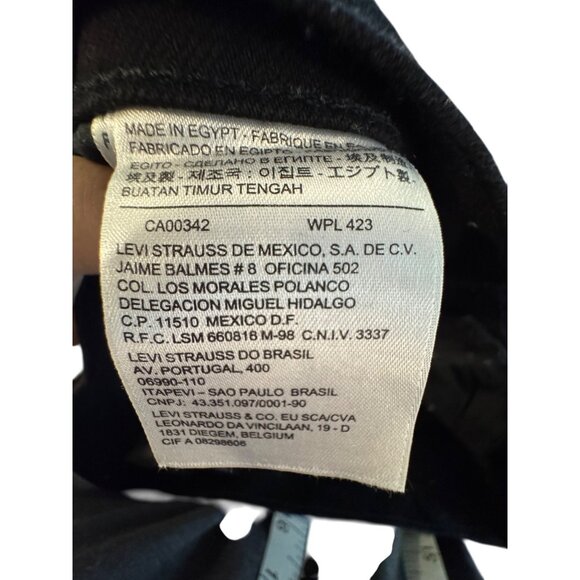 MADE IN EGYPT - FABRIQUE EN
FABRICADO EN EGIPTO -
EGITO - СДЕЛАНО В ЕГИПТЕ - 埃及制造
埃及製 - 제조국 : 이집트 - エジプト製
BUATAN TIMUR TENGAH
CA00342 WPL 423
LEVI STRAUSS DE MEXICO, S.A. DE C.V.
JAIME BALMES # 8 OFICINA 502
COL. LOS MORALES POLANCO
DELEGACION MIGUEL HIDALGO
C.P. 11510 MEXICO D.F.
R.F.C. LSM 660816 M-98 C.N.I.V. 3337
LEVI STRAUSS DO BRASIL
AV. PORTUGAL, 400
06990-110
ITAPEVI - SAO PAULO BRASIL
CNPJ: 43.351.097/0001-90
LEVI STRAUSS & CO. EU SCA/CVA
LEONARDO DA VINCILAAN, 19 - D
1831 DIEGEM, BELGIUM
CIF A 08298606